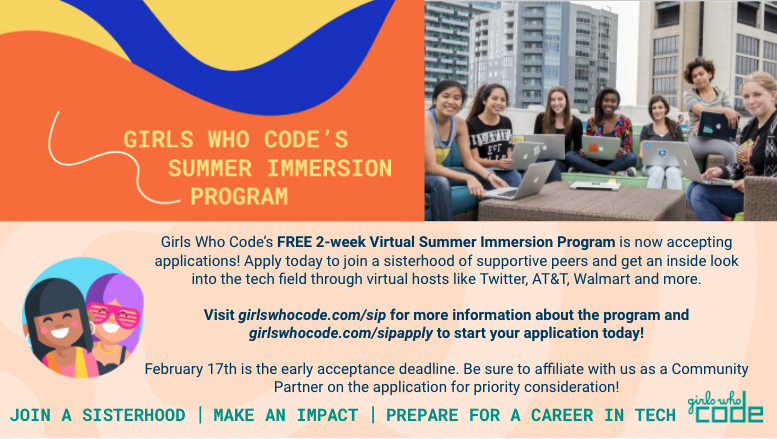 GIRLS WHO CODE'S
SUMMER IMMERSION
PROGRAM
Girls Who Code's FREE 2-week Virtual Summer Immersion Program is now accepting
applications! Apply today to join a sisterhood of supportive peers and get an inside look
into the tech field through virtual hosts like Twitter, AT&T, Walmart and more.
Visit girlswhocode.com/sip for more information about the program and
girlswhocode.com/sipapply to start your application today!
February 17th is the early acceptance deadline. Be sure to affiliate with us as a Community
Partner on the application for priority consideration!
JOIN A SISTERHOOD | MAKE AN IMPACT | PREPARE FOR A CAREER IN TECH
girls who
code